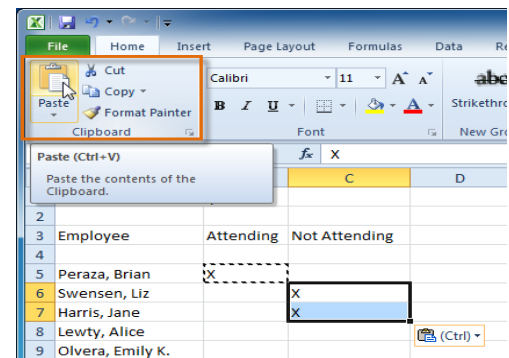 File Home Insert Page Layout Formulas Data Re
Cut
Calibri 11 A A abc
Copy
Paste
B I U A Strikethro
Format Painter
Clipboard Font New Gro
Paste (Ctrl+V)
fx X
Paste the contents of the
Clipboard.
C D
2
3 Employee Attending Not Attending
4
5 Peraza, Brian X
6 Swensen, Liz X
7 Harris, Jane X
8 Lewty, Alice
(Ctrl)
9 Olvera, Emily K.